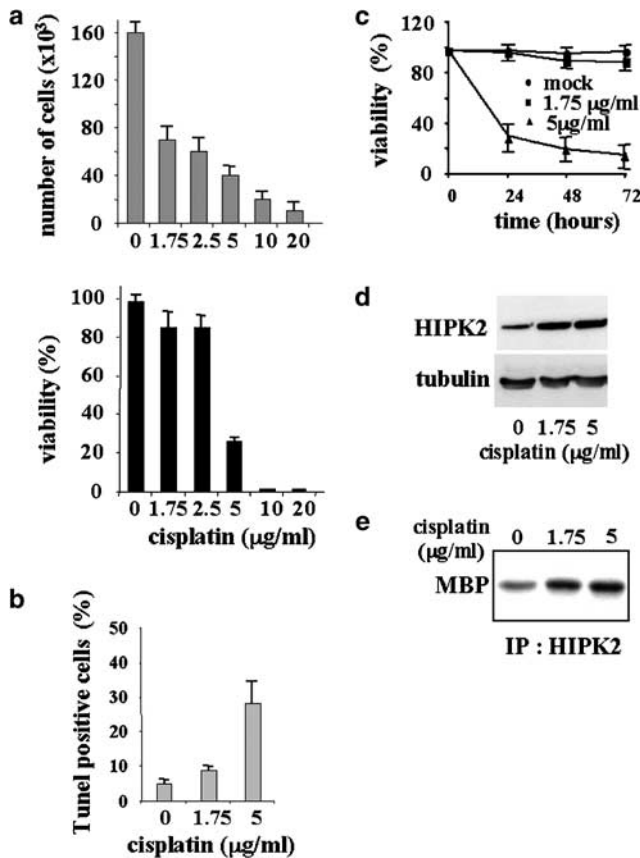 a
number of cells (x10³)
160
120
80
40
0
0 1.75 2.5 5 10 20
viability (%)
100
80
60
40
20
0
0 1.75 2.5 5 10 20
cisplatin (µg/ml)
b
Tunel positive cells (%)
50
40
30
20
10
0
0 1.75 5
cisplatin (µg/ml)
c
viability (%)
120
80
40
0
mock
1.75 µg/ml
5µg/ml
0 24 48 72
time (hours)
d
HIPK2
tubulin
0 1.75 5
cisplatin (µg/ml)
e
cisplatin
(µg/ml)
0 1.75 5
MBP
IP : HIPK2